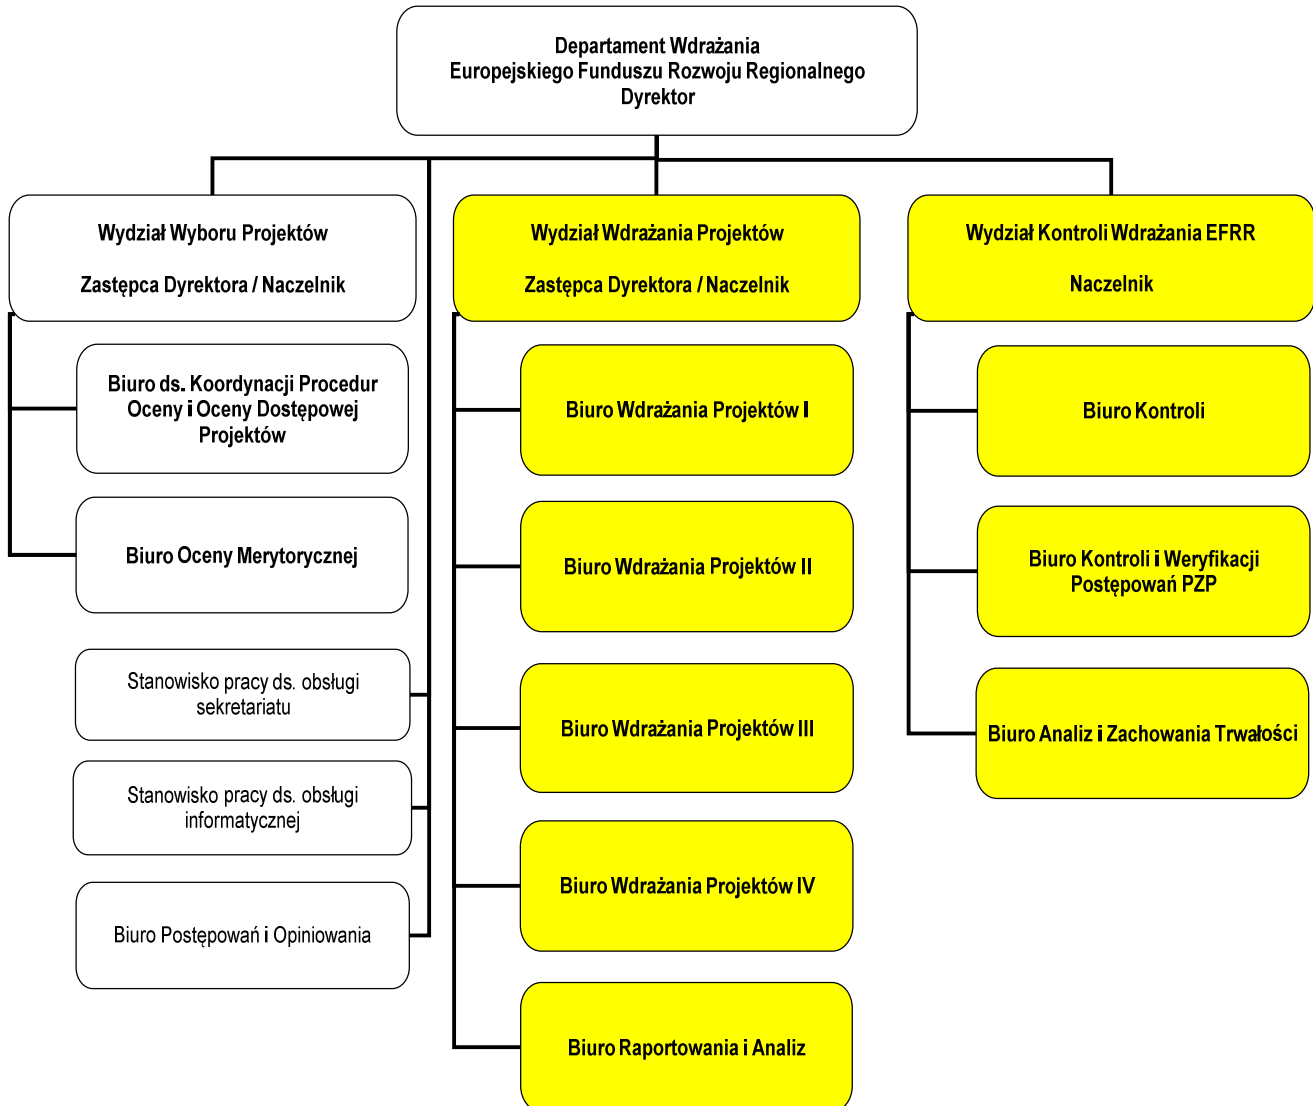 Departament Wdrażania
Europejskiego Funduszu Rozwoju Regionalnego
Dyrektor
Wydział Wyboru Projektów
Zastępca Dyrektora / Naczelnik
Biuro ds. Koordynacji Procedur
Oceny i Oceny Dostępowej
Projektów
Biuro Oceny Merytorycznej
Stanowisko pracy ds. obsługi
sekretariatu
Stanowisko pracy ds. obsługi
informatycznej
Biuro Postępowań i Opiniowania
Wydział Wdrażania Projektów
Zastępca Dyrektora / Naczelnik
Biuro Wdrażania Projektów I
Biuro Wdrażania Projektów II
Biuro Wdrażania Projektów III
Biuro Wdrażania Projektów IV
Biuro Raportowania i Analiz
Wydział Kontroli Wdrażania EFRR
Naczelnik
Biuro Kontroli
Biuro Kontroli i Weryfikacji
Postępowań PZP
Biuro Analiz i Zachowania Trwałości